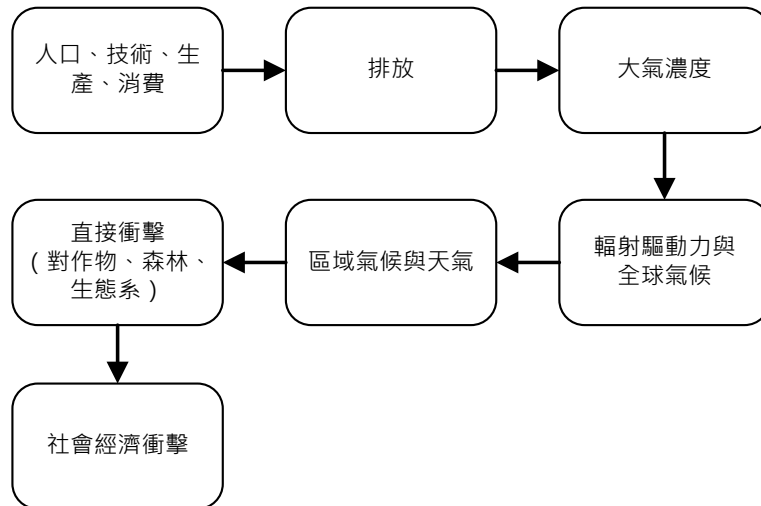 人口、技術、生
產、消費
排放
大氣濃度
輻射驅動力與
全球氣候
區域氣候與天氣
直接衝擊
(對作物、森林、
生態系)
社會經濟衝擊